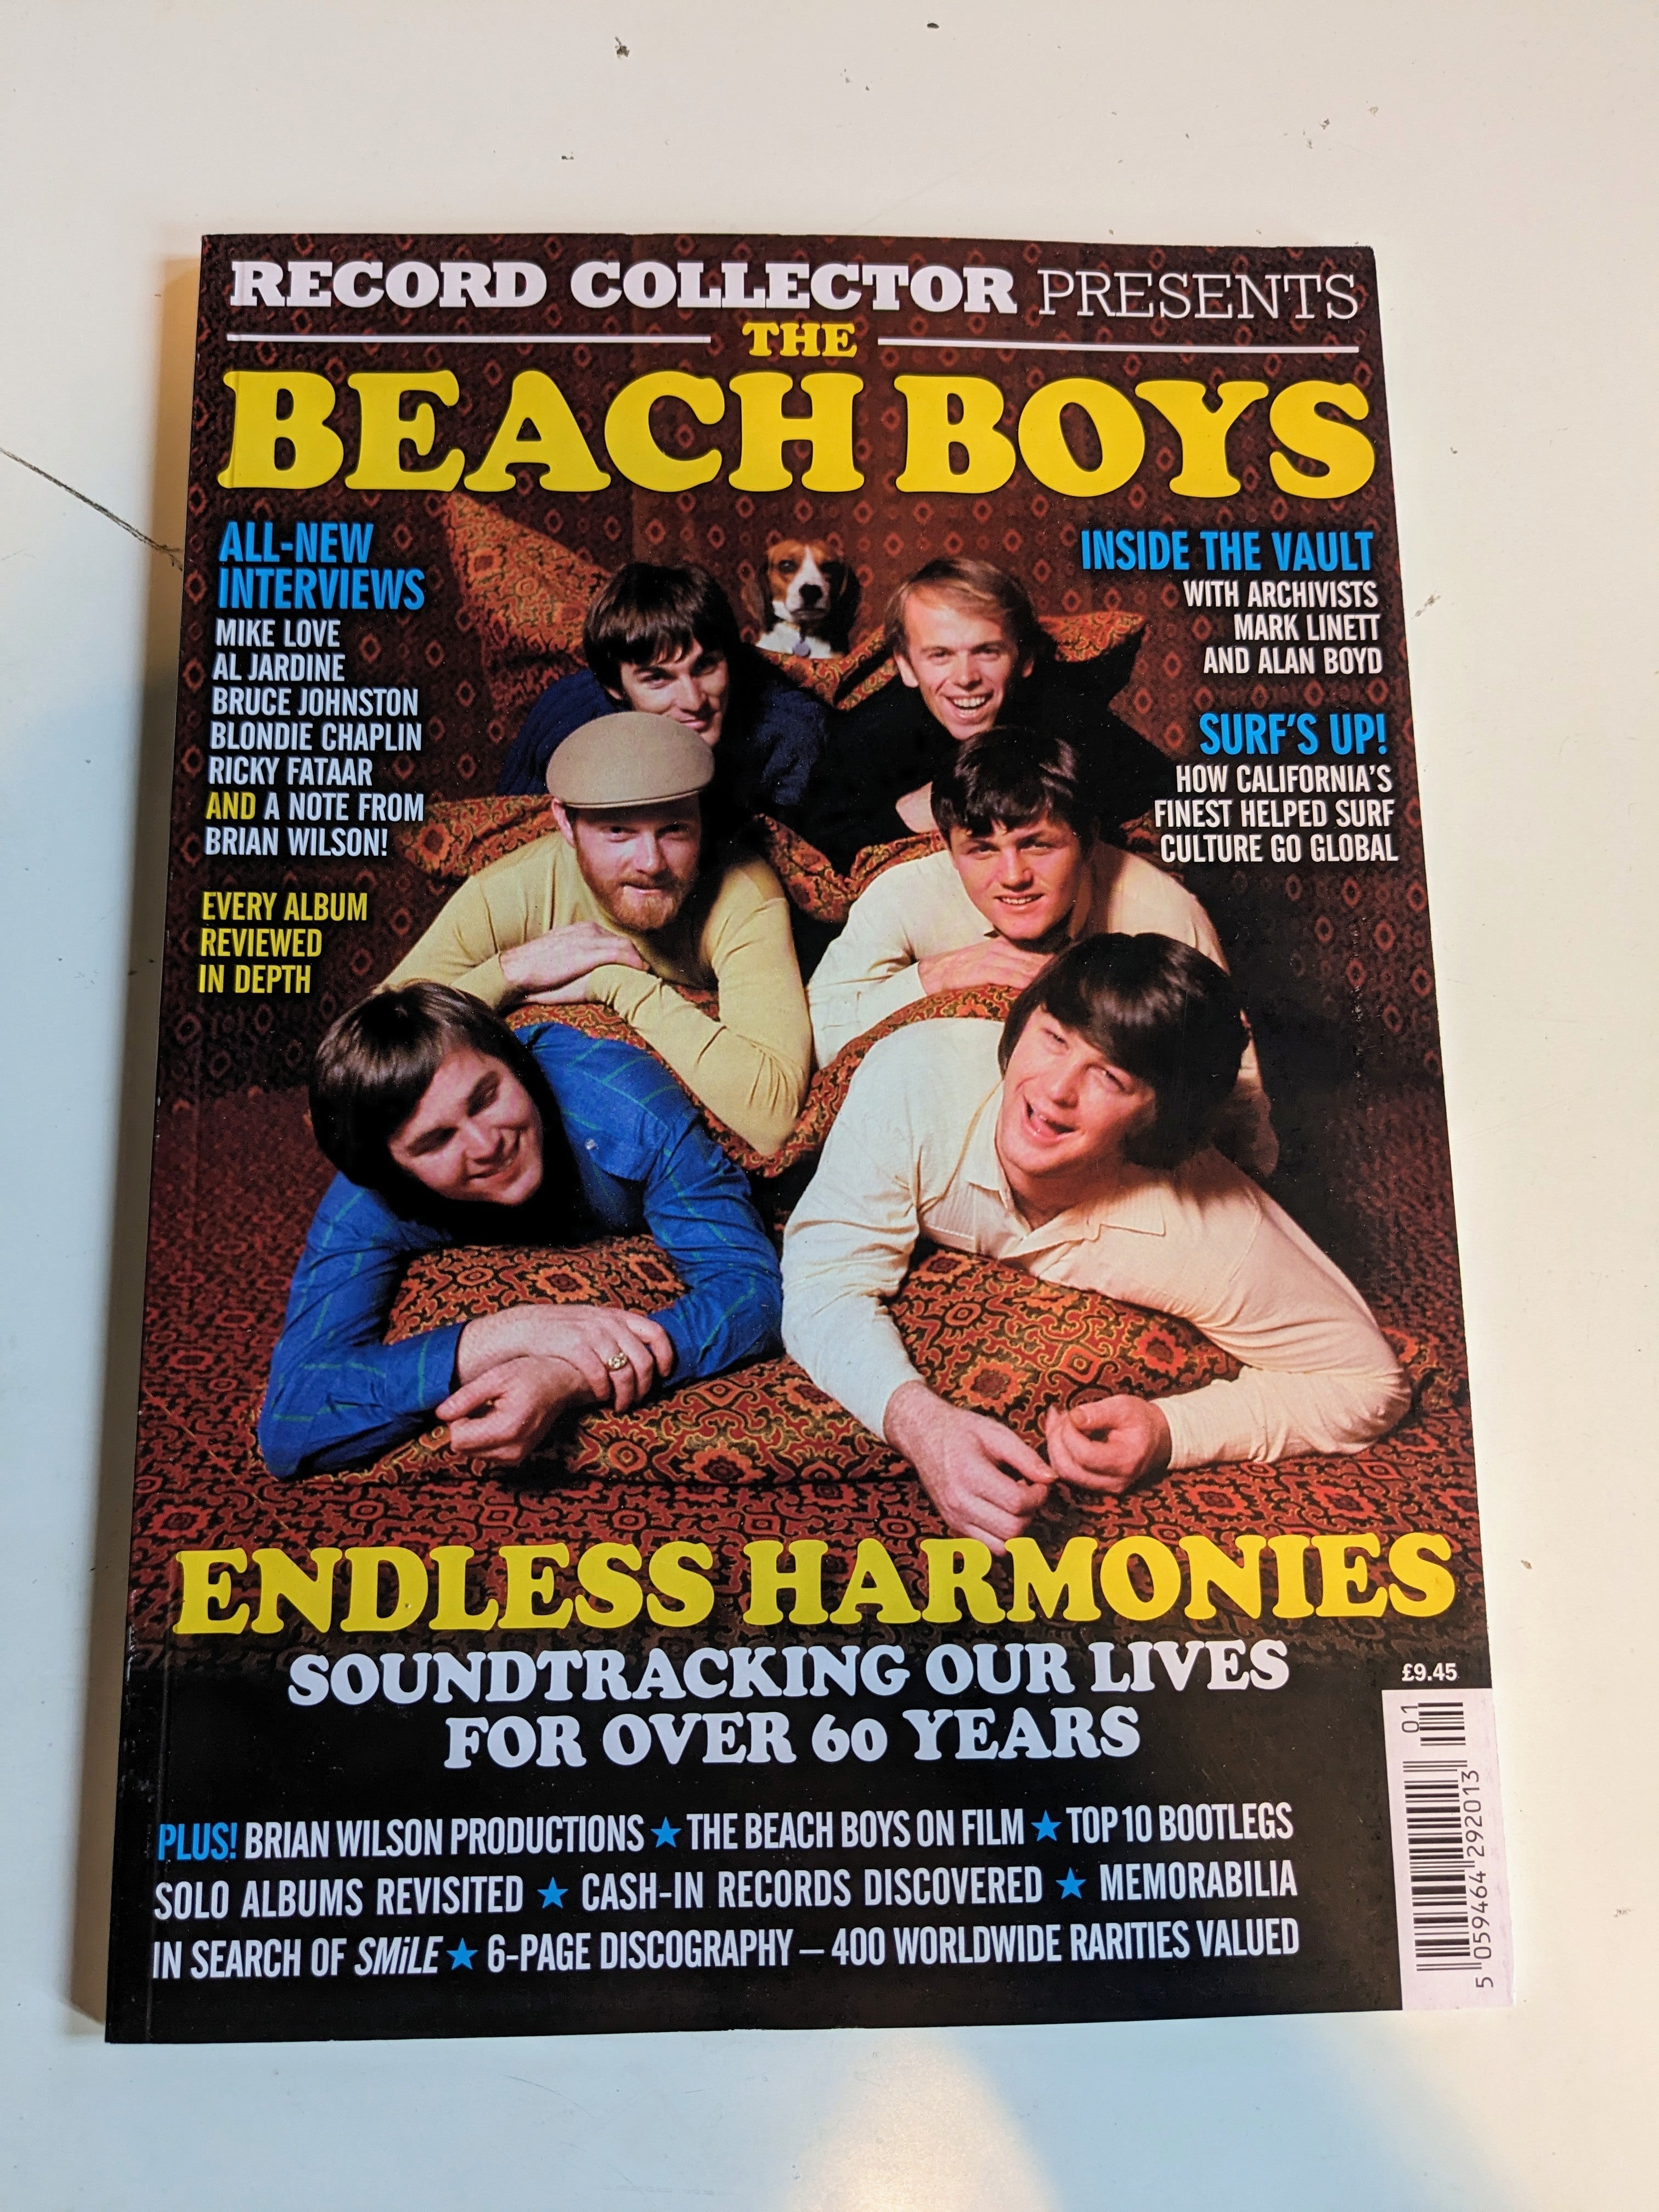 RECORD COLLECTOR PRESENTS
THE
BEACH BOYS
ALL-NEW
INTERVIEWS
MIKE LOVE
AL JARDINE
BRUCE JOHNSTON
BLONDIE CHAPLIN
RICKY FATAAR
AND A NOTE FROM
BRIAN WILSON!
EVERY ALBUM
REVIEWED
IN DEPTH
INSIDE THE VAULT
WITH ARCHIVISTS
MARK LINETT
AND ALAN BOYD
SURF'S UP!
HOW CALIFORNIA'S
FINEST HELPED SURF
CULTURE GO GLOBAL
ENDLESS HARMONIES
SOUNDTRACKING OUR LIVES
FOR OVER 60 YEARS
£9.45
01
5 059464 292013
PLUS! BRIAN WILSON PRODUCTIONS ★ THE BEACH BOYS ON FILM ★ TOP 10 BOOTLEGS
SOLO ALBUMS REVISITED ★ CASH-IN RECORDS DISCOVERED ★ MEMORABILIA
IN SEARCH OF SMiLE ★ 6-PAGE DISCOGRAPHY – 400 WORLDWIDE RARITIES VALUED